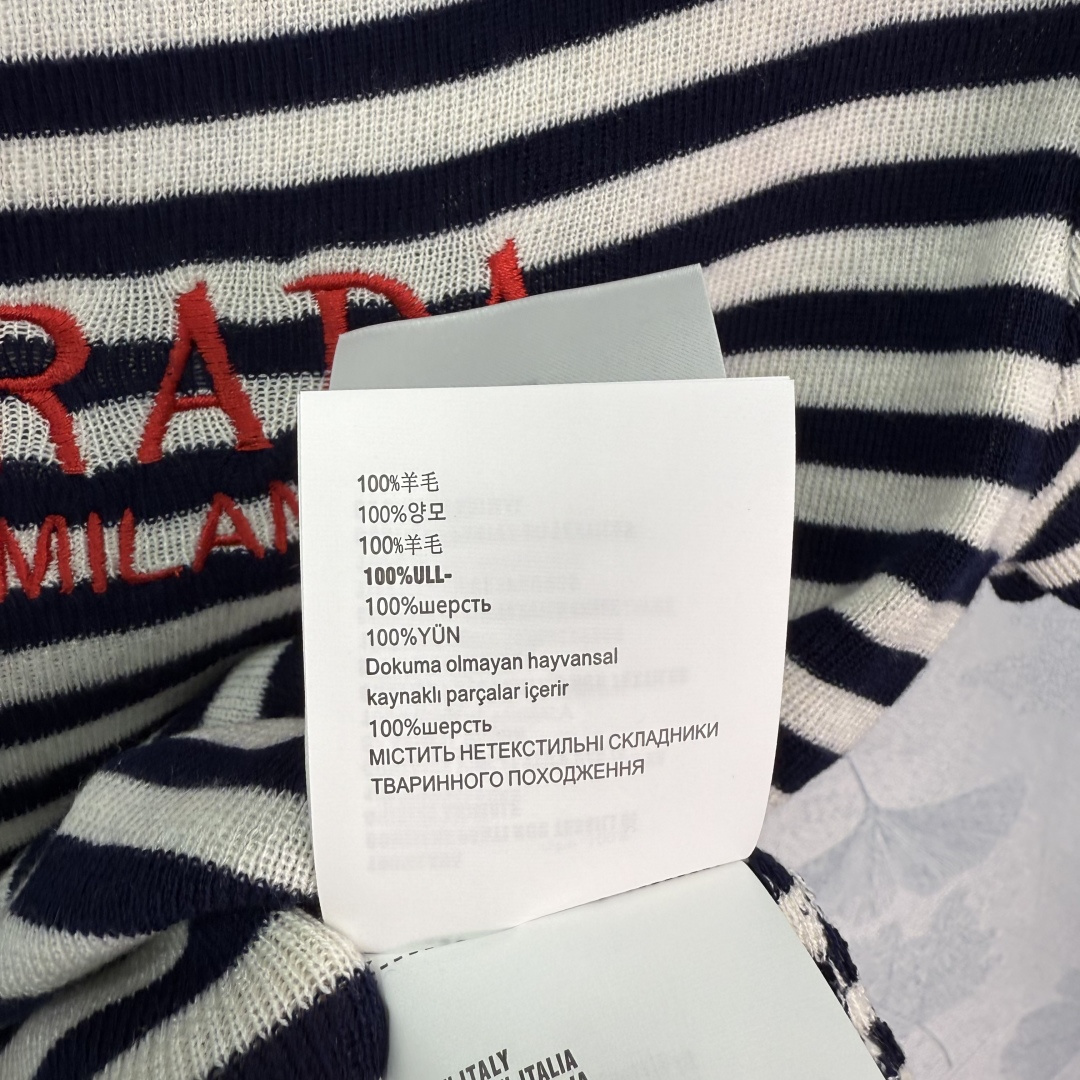 RADA
MILAN
100%羊毛
100%양모
100%羊毛
100%ULL-
100%шерсть
100%YÜN
Dokuma olmayan hayvansal
kaynaklı parçalar içerir
100%шерсть
МІСТИТЬ НЕТЕКСТИЛЬНІ СКЛАДНИКИ
ТВАРИННОГО ПОХОДЖЕННЯ
ITALY
ITALIA